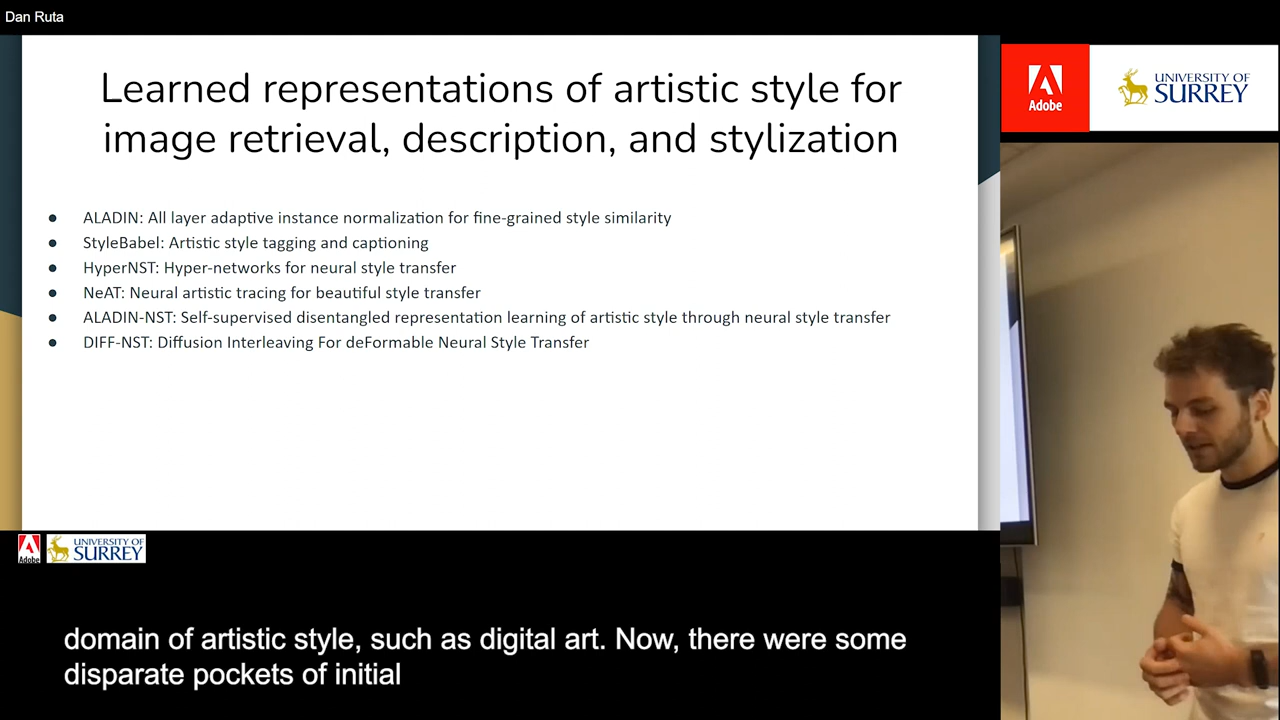 Dan Ruta
Learned representations of artistic style for
image retrieval, description, and stylization
● ALADIN: All layer adaptive instance normalization for fine-grained style similarity
● StyleBabel: Artistic style tagging and captioning
● HyperNST: Hyper-networks for neural style transfer
● NeAT: Neural artistic tracing for beautiful style transfer
● ALADIN-NST: Self-supervised disentangled representation learning of artistic style through neural style transfer
● DIFF-NST: Diffusion Interleaving For deFormable Neural Style Transfer
Adobe
UNIVERSITY OF
SURREY
Adobe
UNIVERSITY OF
SURREY
domain of artistic style, such as digital art. Now, there were some
disparate pockets of initial